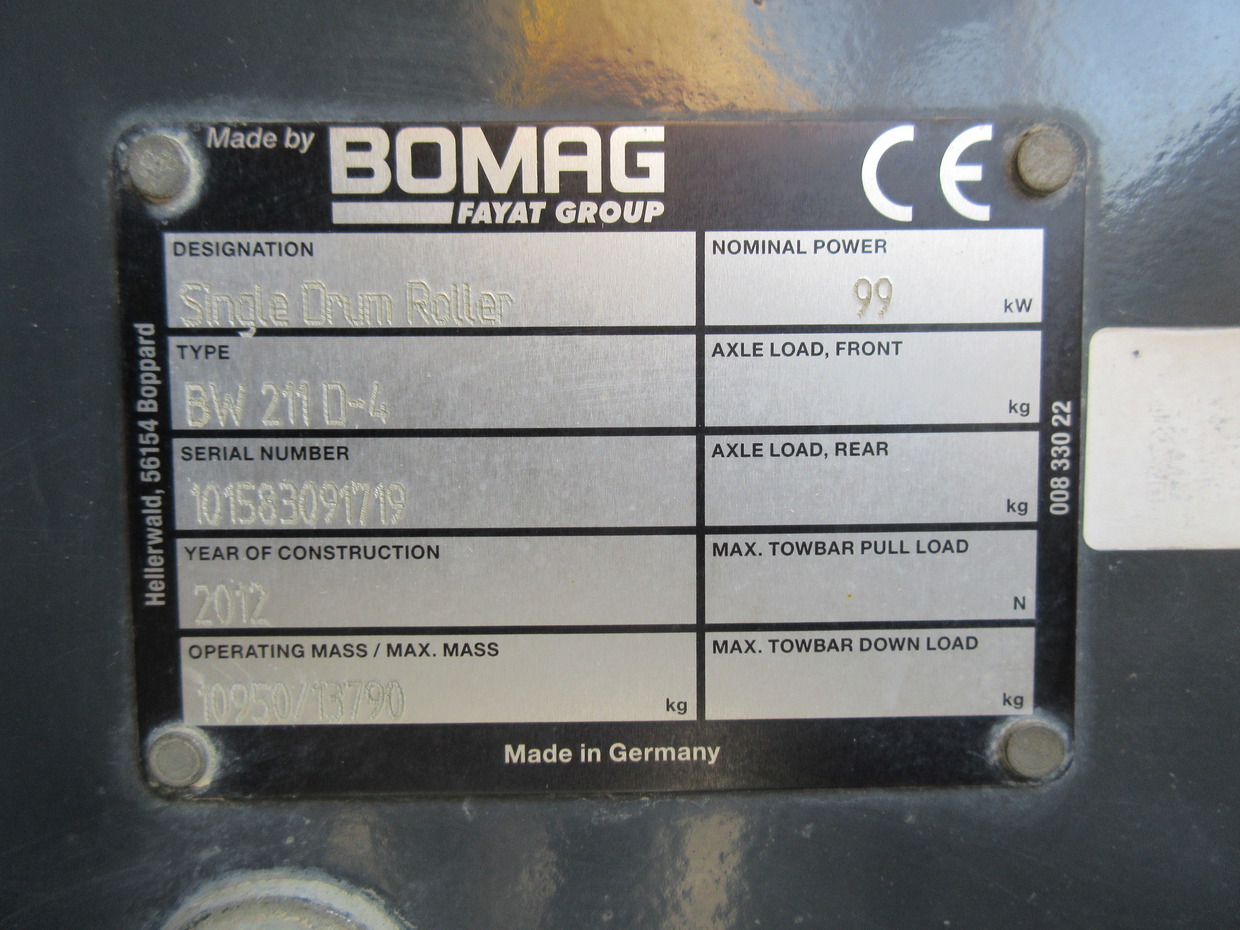 Made by BOMAG
FAYAT GROUP
CE
DESIGNATION
Single Drum Roller
NOMINAL POWER
99 kW
TYPE
BW 211 D-4
AXLE LOAD, FRONT
kg
SERIAL NUMBER
101583091719
AXLE LOAD, REAR
kg
YEAR OF CONSTRUCTION
2012
MAX. TOWBAR PULL LOAD
N
OPERATING MASS / MAX. MASS
10950/13790 kg
MAX. TOWBAR DOWN LOAD
kg
Made in Germany
Hellerwald, 56154 Boppard
008 330 22